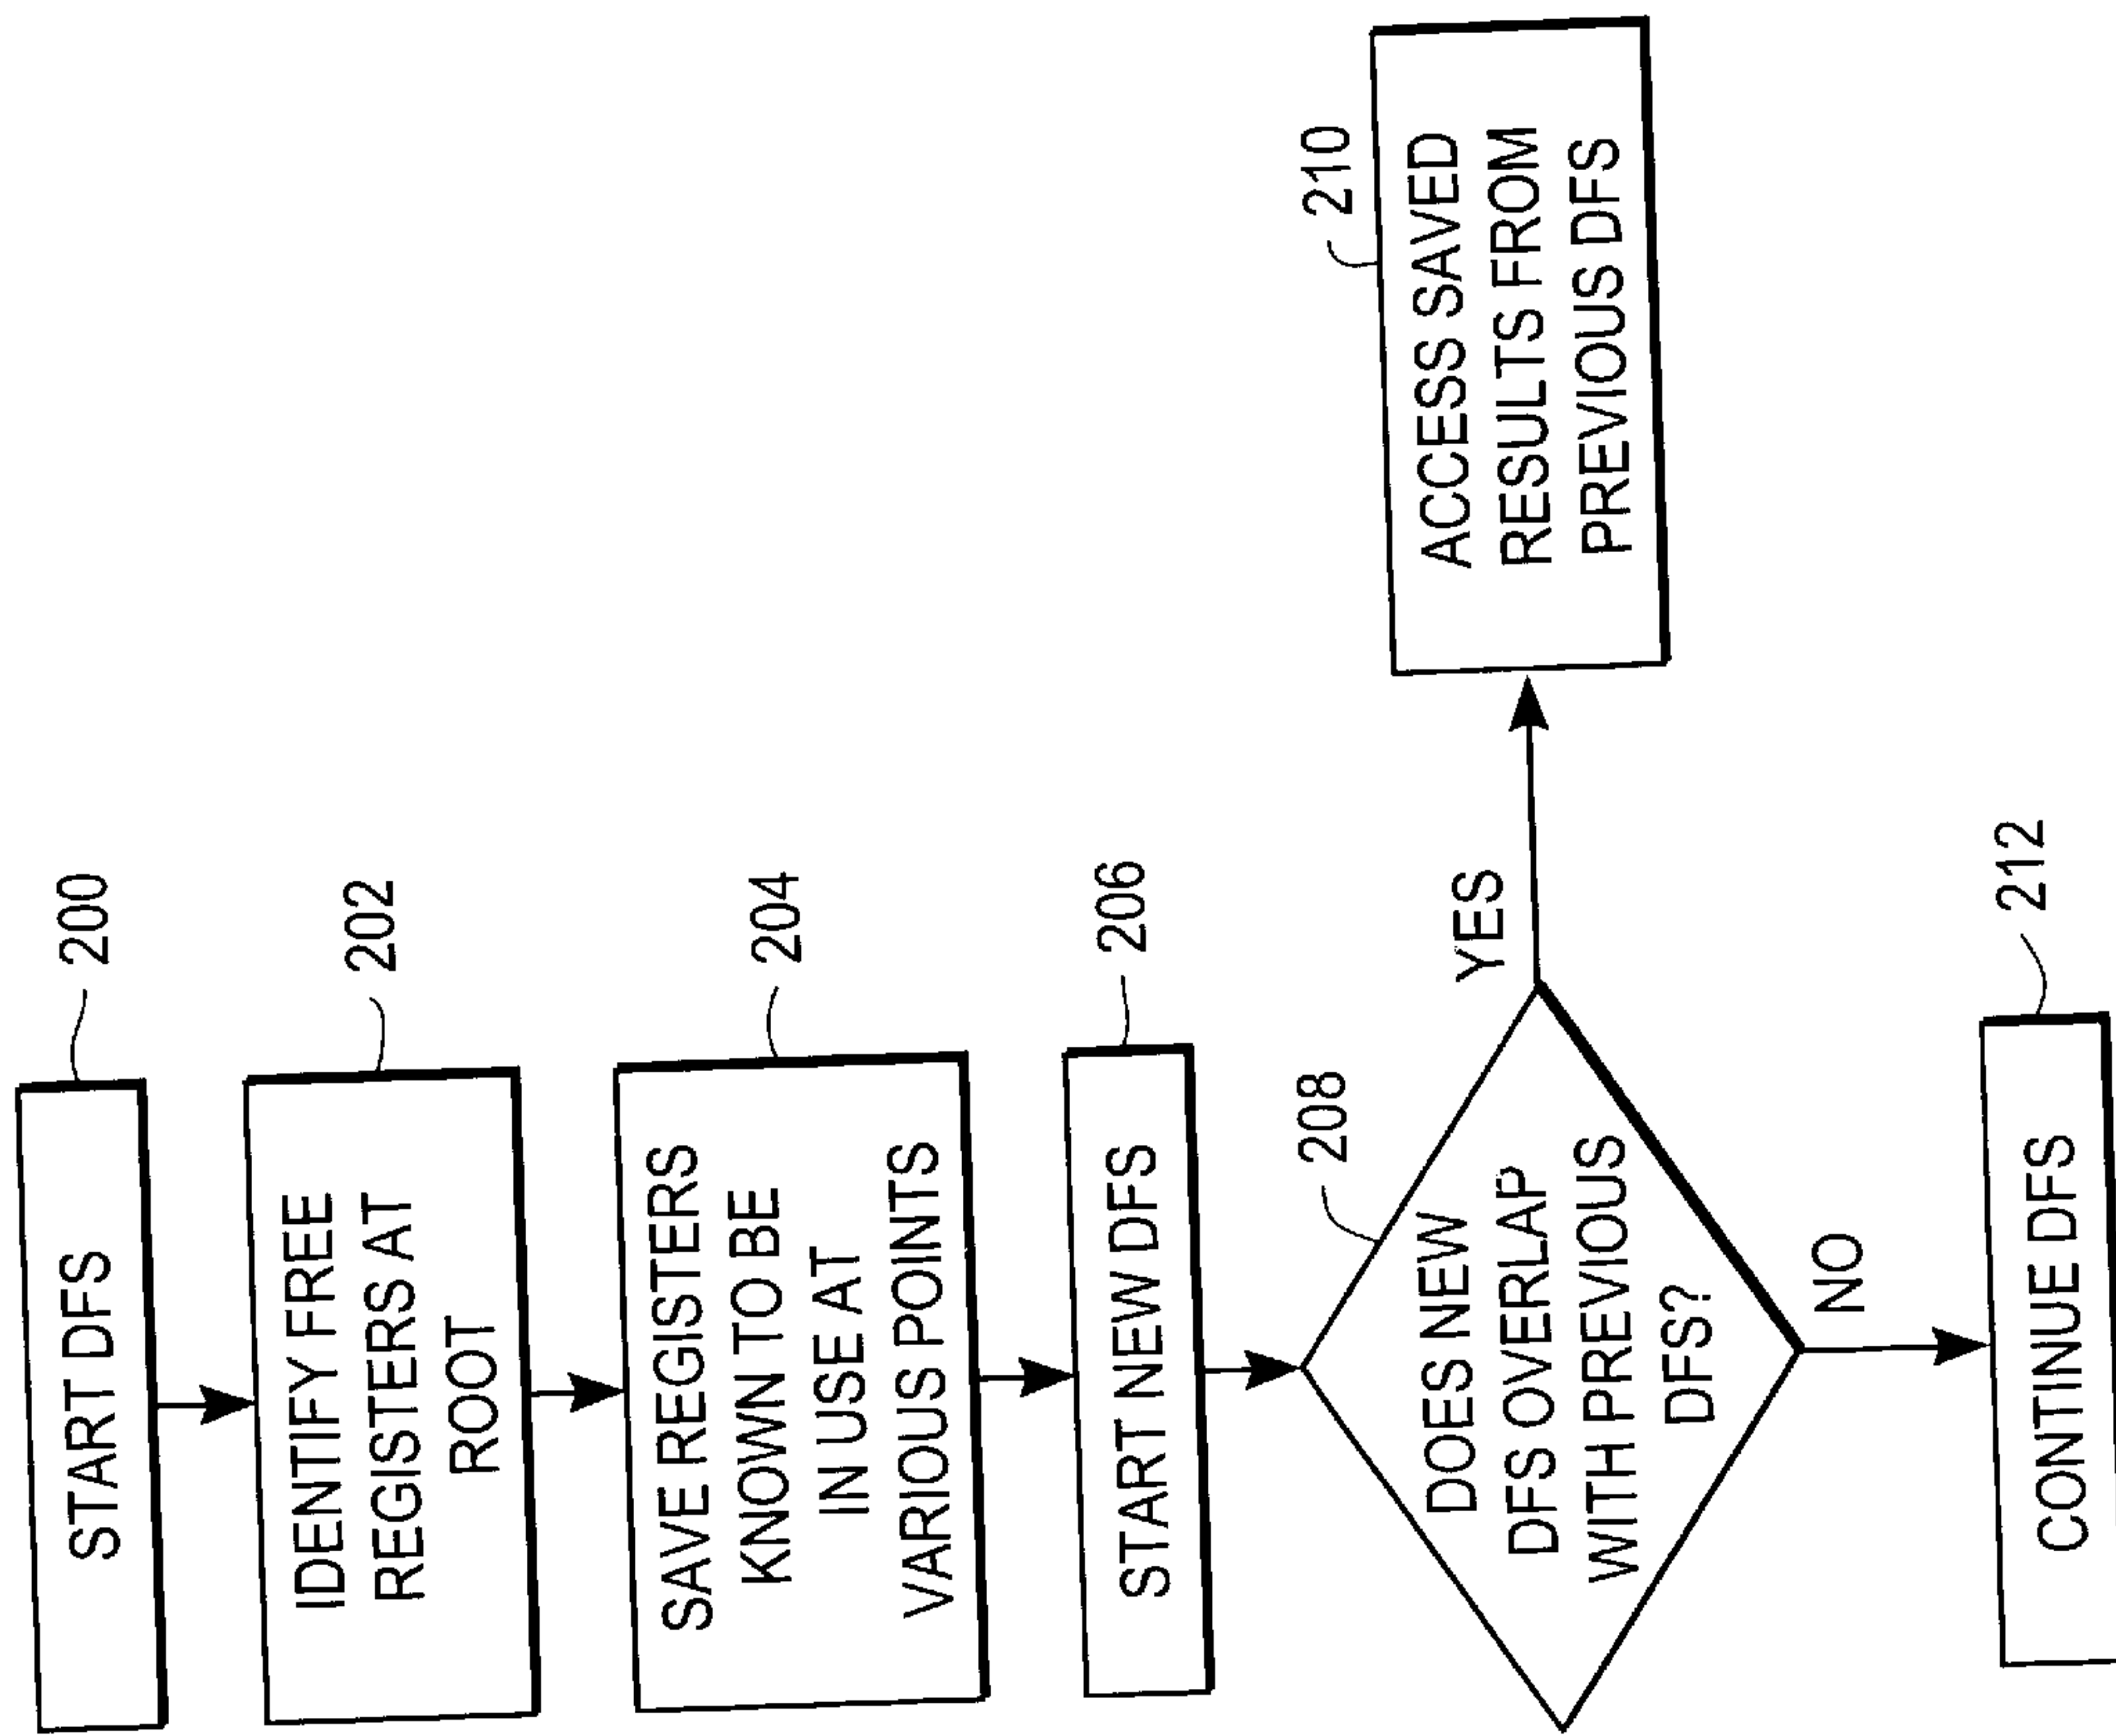 START DFS
200
IDENTIFY FREE
REGISTERS AT
ROOT
202
SAVE REGISTERS
KNOWN TO BE
IN USE AT
VARIOUS POINTS
204
START NEW DFS
206
DOES NEW
DFS OVERLAP
WITH PREVIOUS
DFS?
208
YES
ACCESS SAVED
RESULTS FROM
PREVIOUS DFS
210
NO
CONTINUE DFS
212